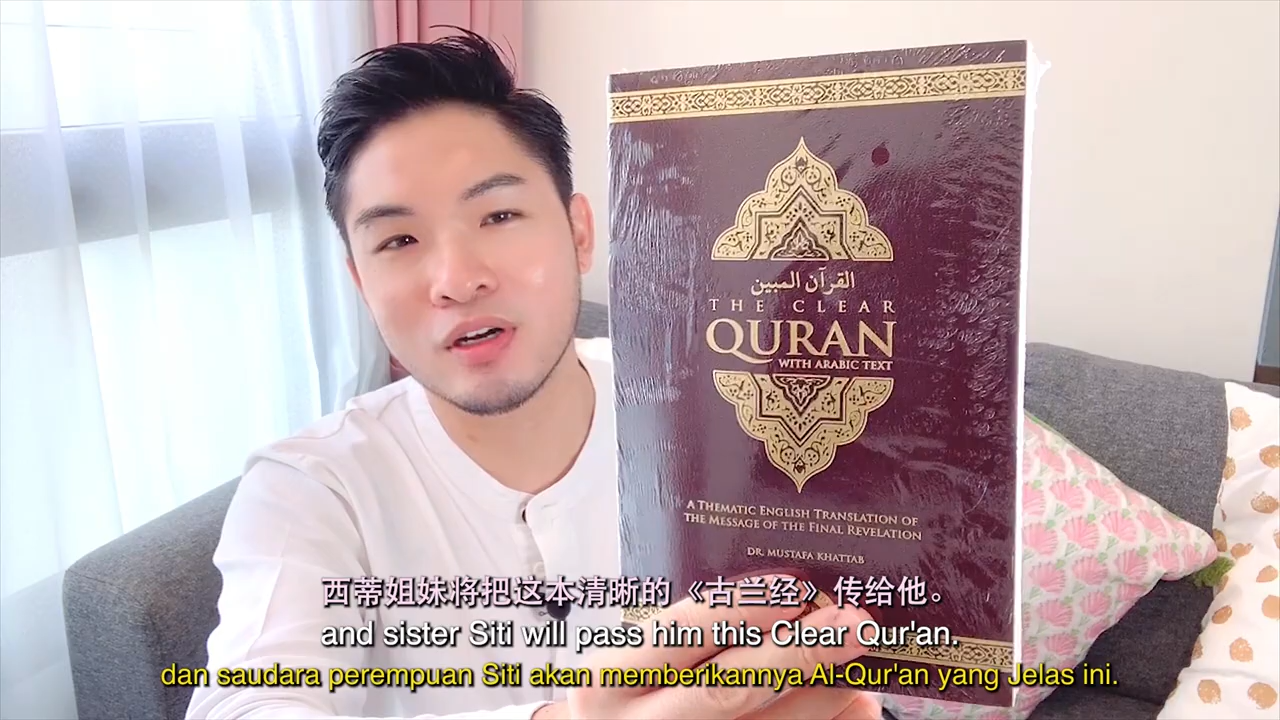 القرآن المبين
THE CLEAR
QURAN
WITH ARABIC TEXT
A THEMATIC ENGLISH TRANSLATION OF
THE MESSAGE OF THE FINAL REVELATION
DR. MUSTAFA KHATTAB
西蒂姐妹将把这本清晰的《古兰经》传给他。
and sister Siti will pass him this Clear Qur'an.
dan saudara perempuan Siti akan memberikannya Al-Qur'an yang Jelas ini.